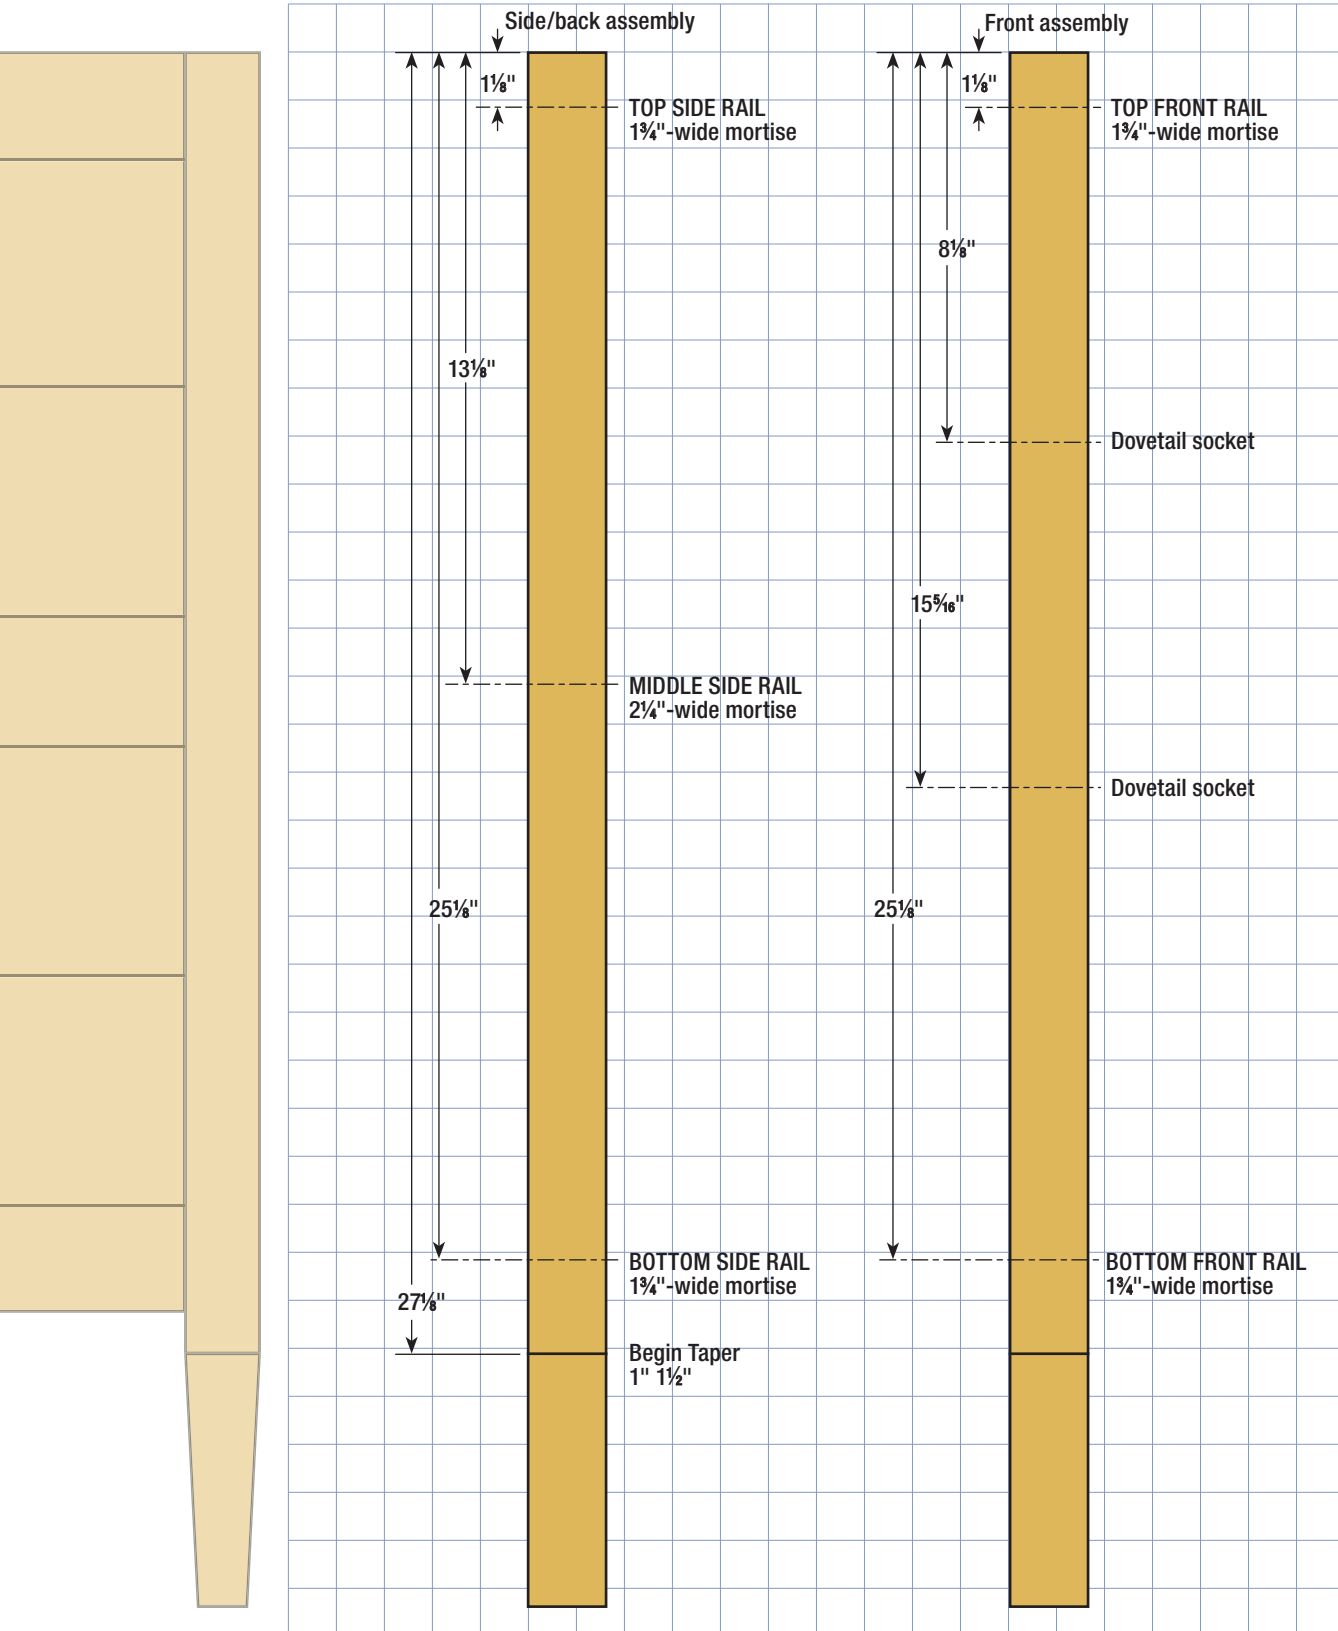 Side/back assembly
1⅛"
TOP SIDE RAIL
1¾"-wide mortise
13⅛"
MIDDLE SIDE RAIL
2¼"-wide mortise
25⅛"
BOTTOM SIDE RAIL
1¾"-wide mortise
27⅛"
Begin Taper
1" 1½"
Front assembly
1⅛"
TOP FRONT RAIL
1¾"-wide mortise
8⅛"
Dovetail socket
15 5⁄16"
Dovetail socket
25⅛"
BOTTOM FRONT RAIL
1¾"-wide mortise